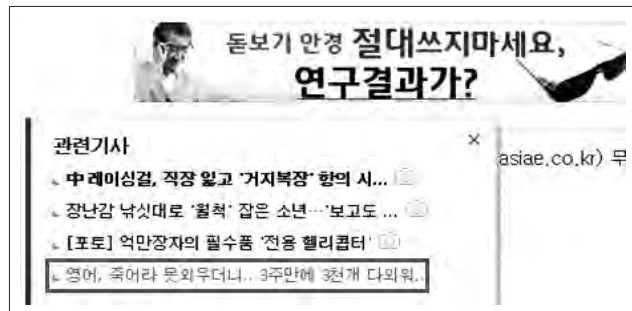 돋보기 안경 절대쓰지마세요,
연구결과가?
관련기사
×
asiae.co.kr) 무
中 레이싱걸, 직장 잃고 '거지복장' 항의 시...
장난감 낚싯대로 '월척' 잡은 소년…'보고도 ...
[포토] 억만장자의 필수품 '전용 헬리콥터'
영어, 죽어라 못외우더니.. 3주만에 3천개 다외워..